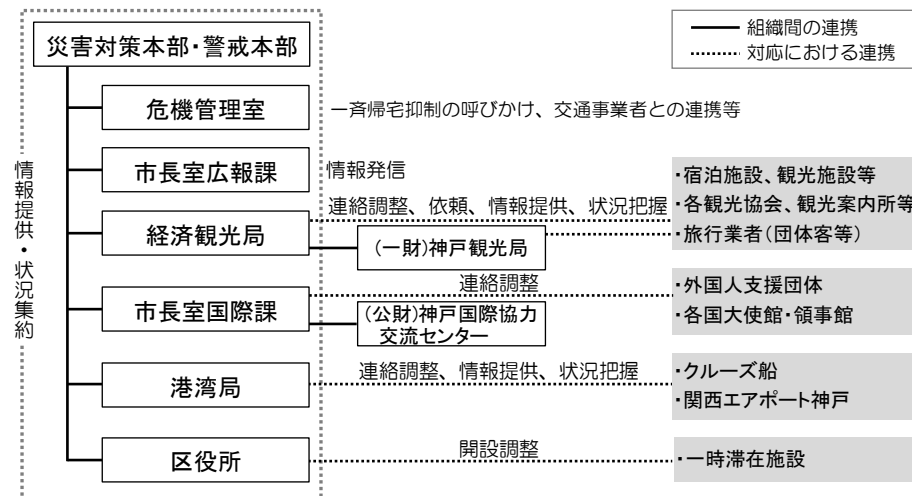 災害対策本部・警戒本部
組織間の連携
対応における連携
危機管理室
一斉帰宅抑制の呼びかけ、交通事業者との連携等
情報提供・状況集約
市長室広報課
情報発信
・宿泊施設、観光施設等
連絡調整、依頼、情報提供、状況把握
・各観光協会、観光案内所等
経済観光局
・旅行業者(団体客等)
(一財)神戸観光局
連絡調整
・外国人支援団体
市長室国際課
(公財)神戸国際協力
交流センター
・各国大使館・領事館
連絡調整、情報提供、状況把握
・クルーズ船
港湾局
・関西エアポート神戸
開設調整
区役所
・一時滞在施設